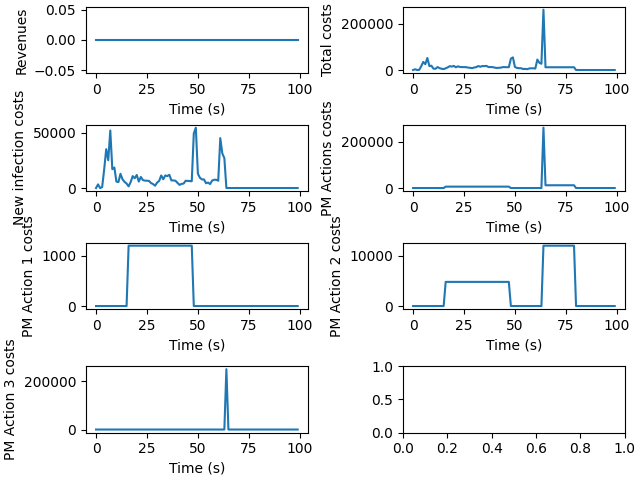 Revenues
0.05
0.00
−0.05
0 25 50 75 100
Time (s)
Total costs
200000
0
0 25 50 75 100
Time (s)
New infection costs
50000
0
0 25 50 75 100
Time (s)
PM Actions costs
200000
0
0 25 50 75 100
Time (s)
PM Action 1 costs
1000
0
0 25 50 75 100
Time (s)
PM Action 2 costs
10000
0
0 25 50 75 100
Time (s)
PM Action 3 costs
200000
0
0 25 50 75 100
Time (s)
1.0
0.5
0.0
0.0 0.2 0.4 0.6 0.8 1.0